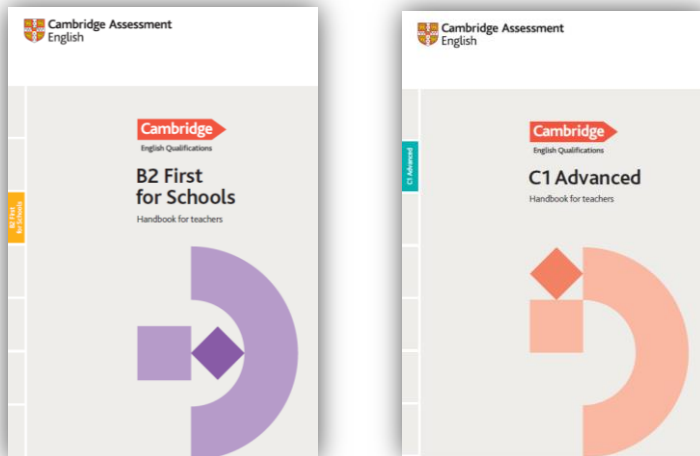 Cambridge Assessment
English
Cambridge
English Qualifications
B2 First
for Schools
Handbook for teachers
B2 First
for Schools
Cambridge Assessment
English
Cambridge
English Qualifications
C1 Advanced
Handbook for teachers
C1 Advanced